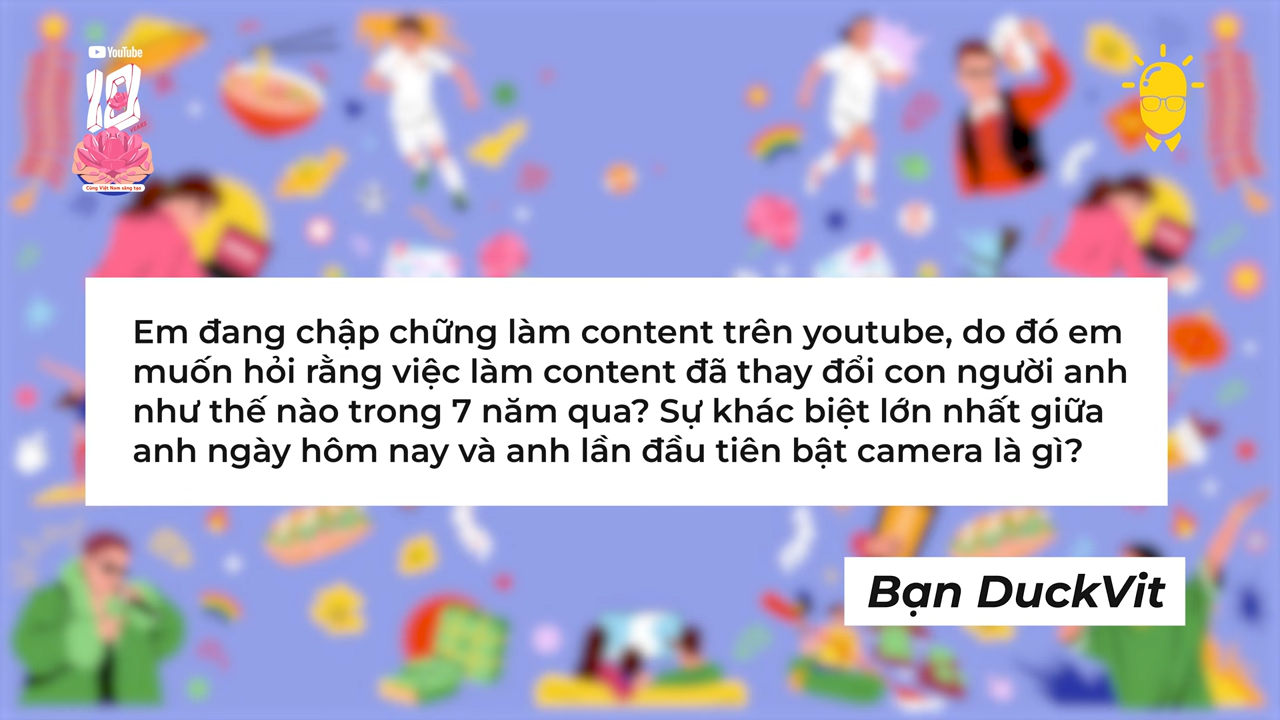 YouTube
10
YEARS
Cùng Việt Nam sáng tạo
Em đang chập chững làm content trên youtube, do đó em
muốn hỏi rằng việc làm content đã thay đổi con người anh
như thế nào trong 7 năm qua? Sự khác biệt lớn nhất giữa
anh ngày hôm nay và anh lần đầu tiên bật camera là gì?
Bạn DuckVit